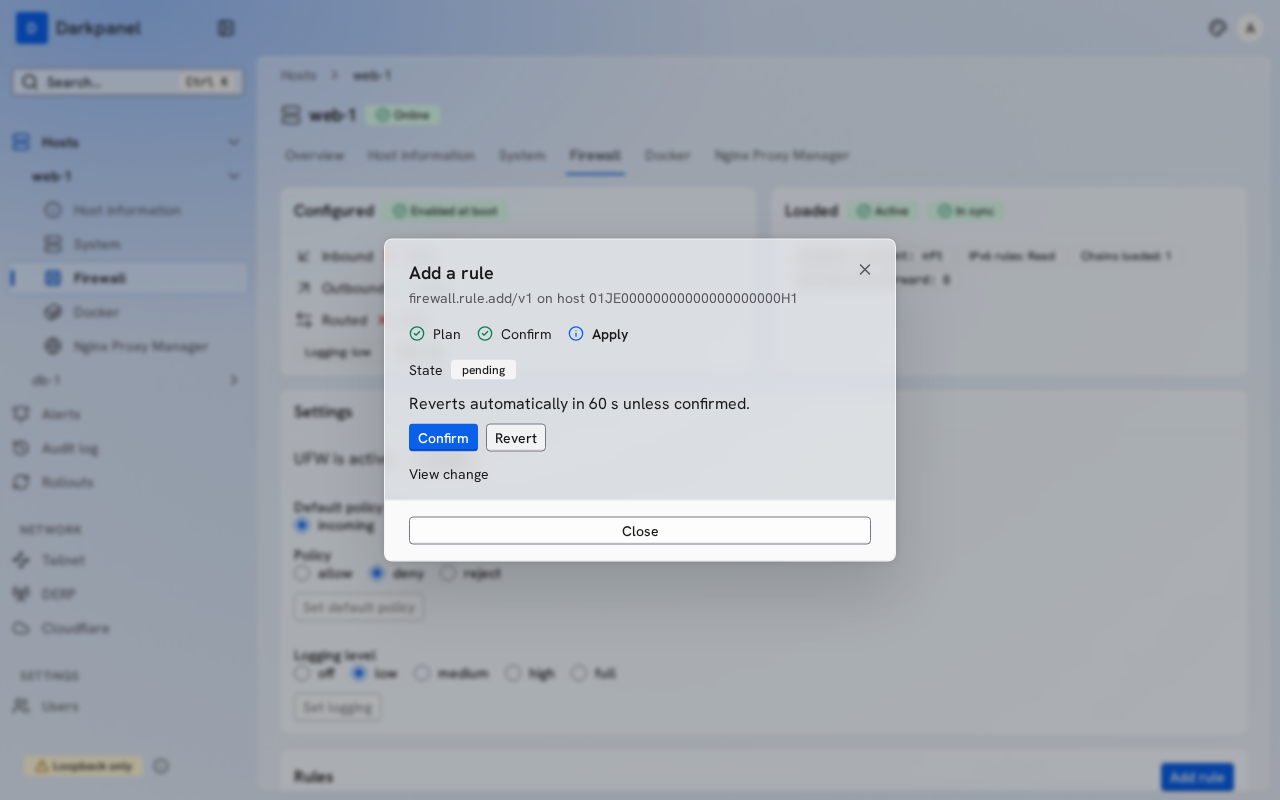 D Darkpanel
A
Search... Ctrl K
Hosts
web-1
Host information
System
Firewall
Docker
Nginx Proxy Manager
db-1
Alerts
Audit log
Rollouts
NETWORK
Tailnet
DERP
Cloudflare
SETTINGS
Users
Loopback only
Hosts web-1
web-1 Online
Overview Host information System Firewall Docker Nginx Proxy Manager
Configured Enabled at boot
Inbound
Outbound
Routed
Logging low
Loaded Active In sync
nft IPv6 rules: Read Chains loaded: 1
Settings
UFW is active
Default policy
incoming
Policy
allow deny reject
Set default policy
Logging level
off low medium high full
Set logging
Rules Add rule
Add a rule
firewall.rule.add/v1 on host 01JE00000000000000000000H1
Plan Confirm Apply
State pending
Reverts automatically in 60 s unless confirmed.
Confirm Revert
View change
Close